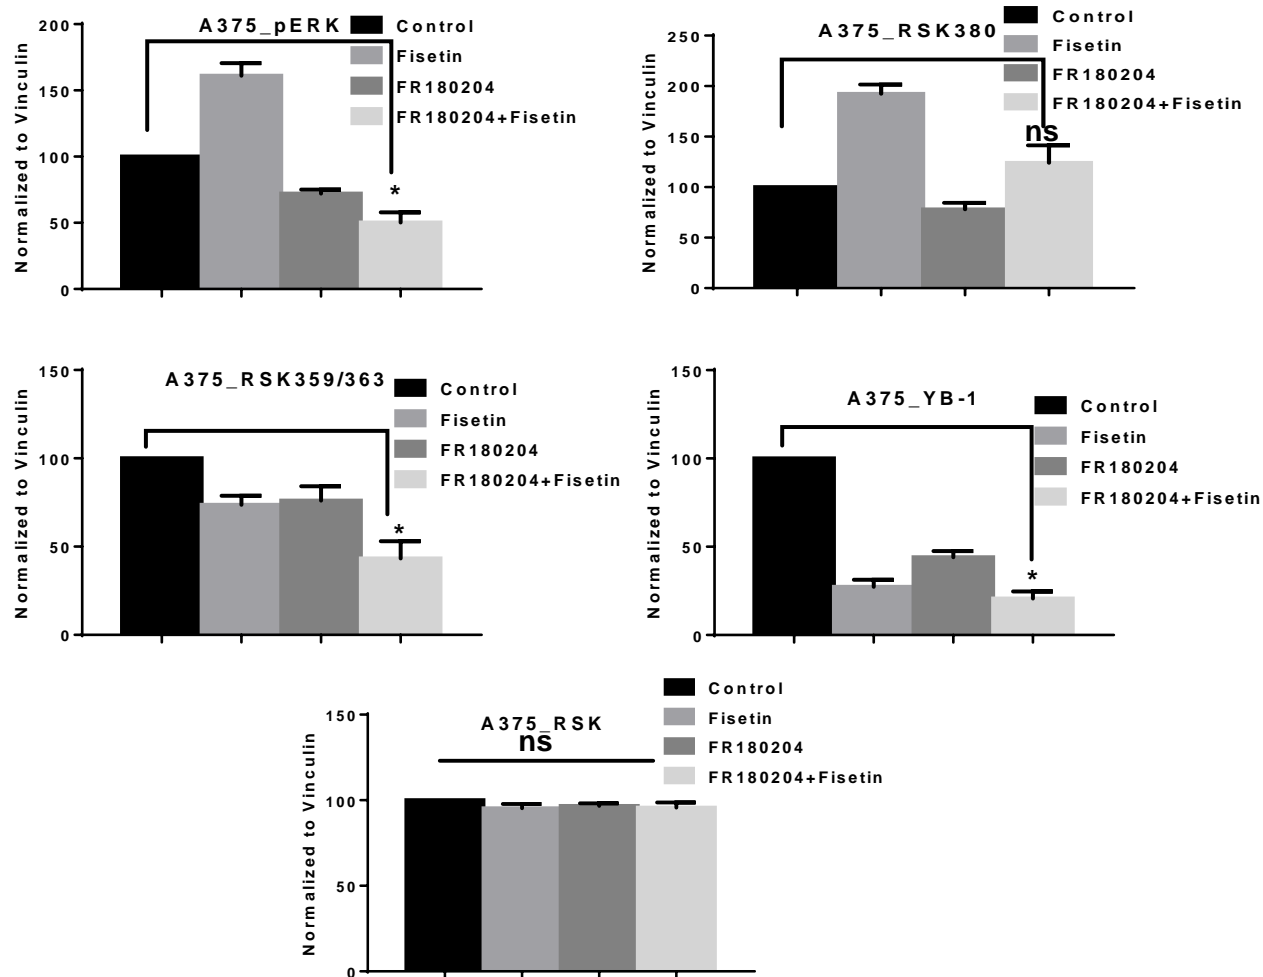 A375_pERK
Control
Fisetin
FR180204
FR180204+Fisetin
Normalized to Vinculin
200
150
100
50
0
*
A375_RSK380
Control
Fisetin
FR180204
FR180204+Fisetin
Normalized to Vinculin
250
200
150
100
50
0
ns
A375_RSK359/363
Control
Fisetin
FR180204
FR180204+Fisetin
Normalized to Vinculin
150
100
50
0
*
A375_YB-1
Control
Fisetin
FR180204
FR180204+Fisetin
Normalized to Vinculin
150
100
50
0
*
A375_RSK
ns
Control
Fisetin
FR180204
FR180204+Fisetin
Normalized to Vinculin
150
100
50
0